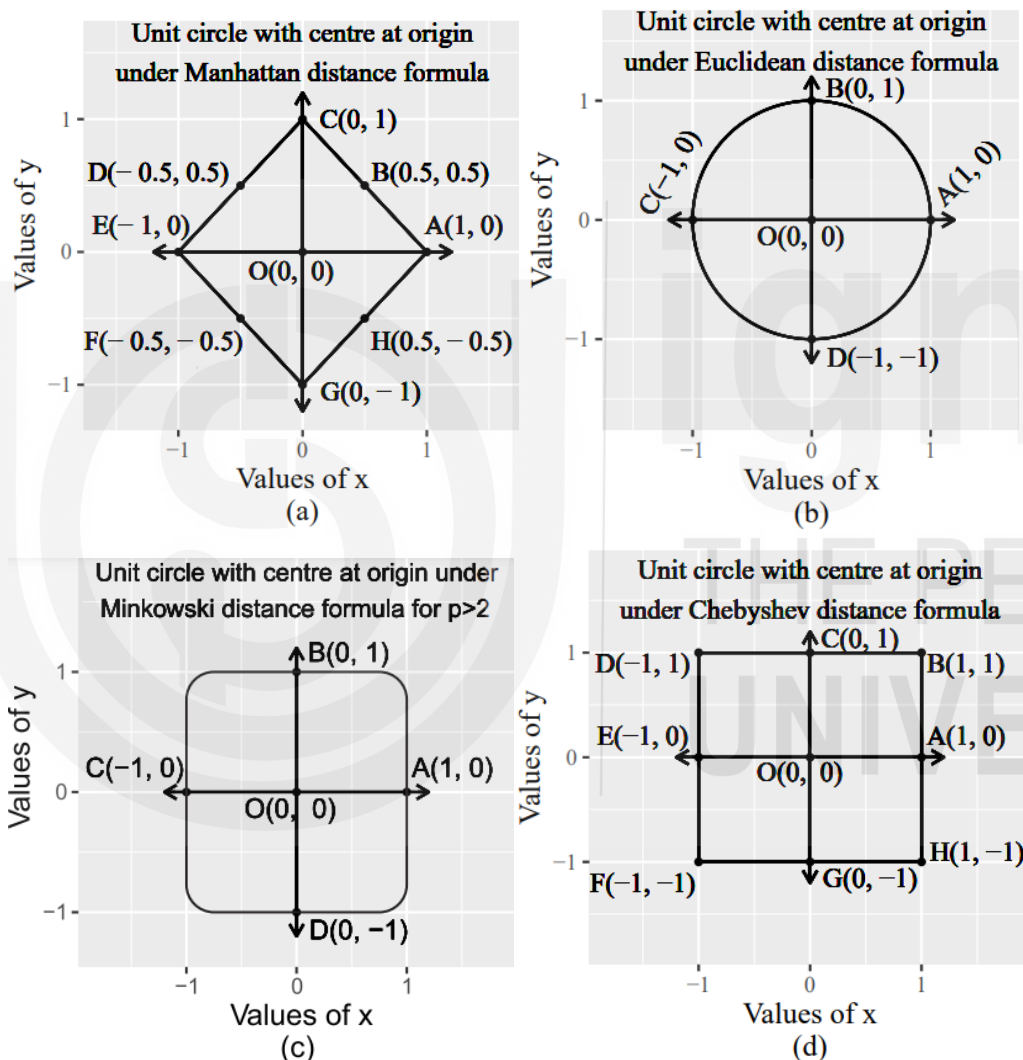 Unit circle with centre at origin
under Manhattan distance formula
C(0, 1)
1
D(− 0.5, 0.5)
B(0.5, 0.5)
E(− 1, 0)
A(1, 0)
0
O(0, 0)
F(− 0.5, − 0.5)
H(0.5, − 0.5)
−1
G(0, − 1)
Values of y
−1 0 1
Values of x
(a)
Unit circle with centre at origin
under Euclidean distance formula
B(0, 1)
1
C(−1, 0)
A(1, 0)
0
O(0, 0)
−1
D(−1, −1)
Values of y
−1 0 1
Values of x
(b)
Unit circle with centre at origin under
Minkowski distance formula for p>2
B(0, 1)
1
C(−1, 0)
A(1, 0)
0
O(0, 0)
−1
D(0, −1)
Values of y
−1 0 1
Values of x
(c)
Unit circle with centre at origin
under Chebyshev distance formula
C(0, 1)
1
D(−1, 1)
B(1, 1)
E(−1, 0)
A(1, 0)
0
O(0, 0)
H(1, −1)
−1
F(−1, −1)
G(0, −1)
Values of y
−1 0 1
Values of x
(d)
ign
THE PE
UNIVE